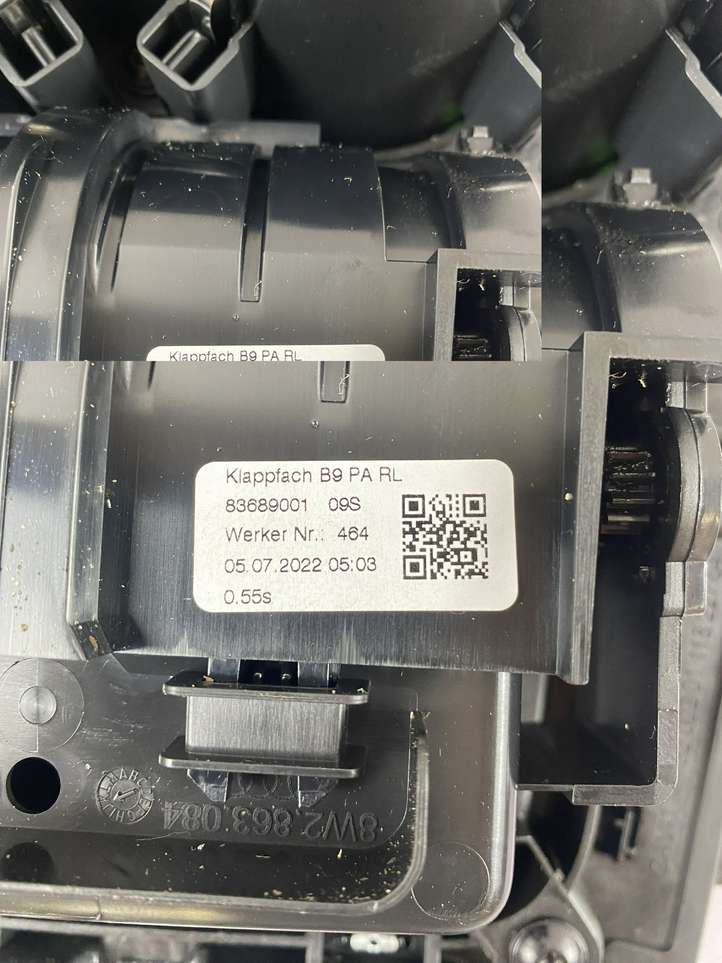 Klappfach B9 PA RL
Klappfach B9 PA RL
83689001 09S
Werker Nr.: 464
05.07.2022 05:03
0.55s
8W2.863.084